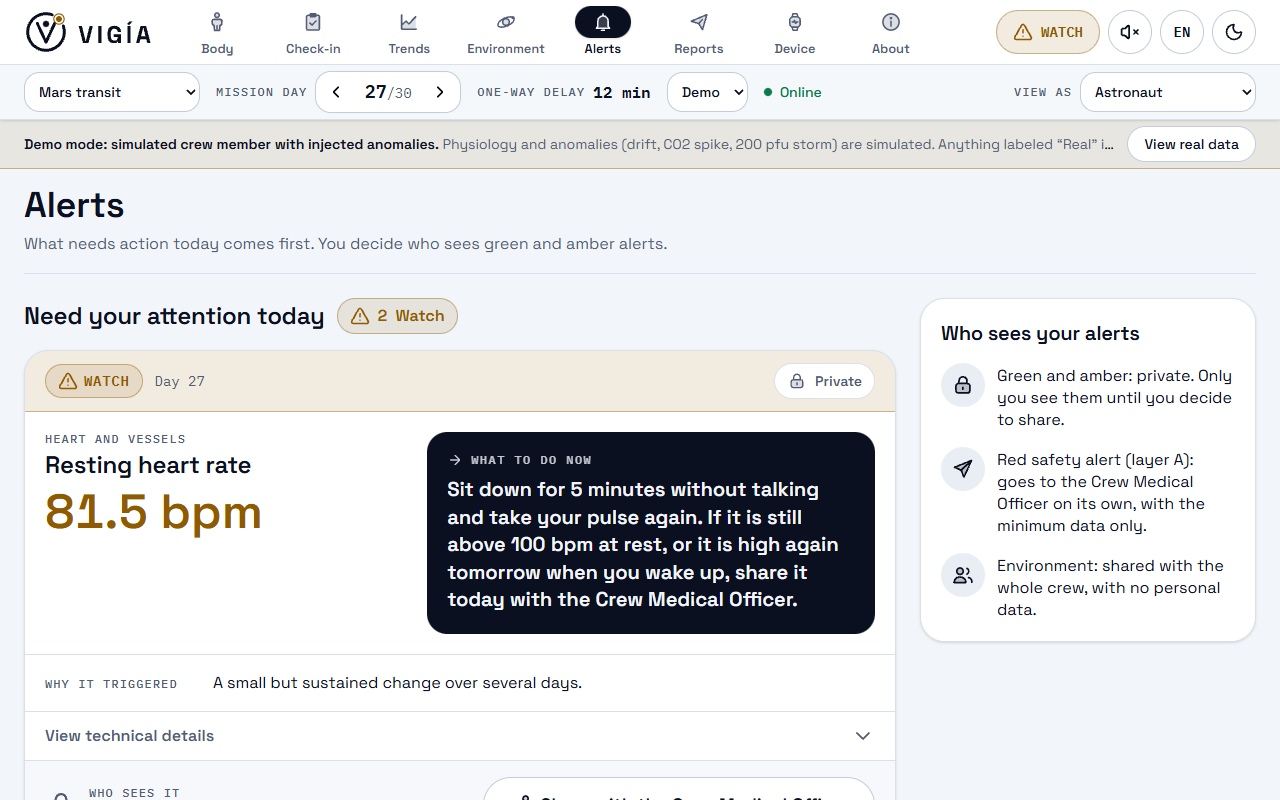 VIGÍA
Body
Check-in
Trends
Environment
Alerts
Reports
Device
About
WATCH
EN
Mars transit
MISSION DAY
27/30
ONE-WAY DELAY 12 min
Demo
Online
VIEW AS
Astronaut
Demo mode: simulated crew member with injected anomalies. Physiology and anomalies (drift, CO2 spike, 200 pfu storm) are simulated. Anything labeled “Real” i...
View real data
Alerts
What needs action today comes first. You decide who sees green and amber alerts.
Need your attention today
2 Watch
WATCH
Day 27
Private
HEART AND VESSELS
Resting heart rate
81.5 bpm
WHAT TO DO NOW
Sit down for 5 minutes without talking
and take your pulse again. If it is still
above 100 bpm at rest, or it is high again
tomorrow when you wake up, share it
today with the Crew Medical Officer.
WHY IT TRIGGERED
A small but sustained change over several days.
View technical details
WHO SEES IT
Who sees your alerts
Green and amber: private. Only
you see them until you decide
to share.
Red safety alert (layer A):
goes to the Crew Medical
Officer on its own, with the
minimum data only.
Environment: shared with the
whole crew, with no personal
data.